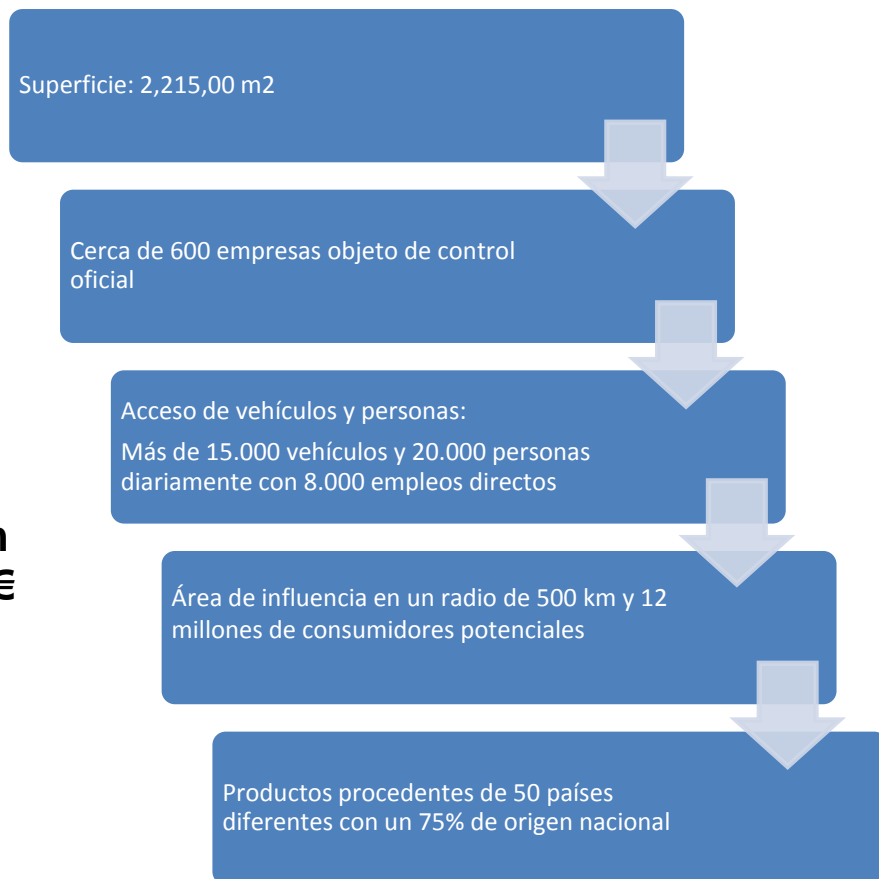 Superficie: 2,215,00 m2
Cerca de 600 empresas objeto de control
oficial
Acceso de vehículos y personas:
Más de 15.000 vehículos y 20.000 personas
diariamente con 8.000 empleos directos
€
Área de influencia en un radio de 500 km y 12
millones de consumidores potenciales
Productos procedentes de 50 países
diferentes con un 75% de origen nacional